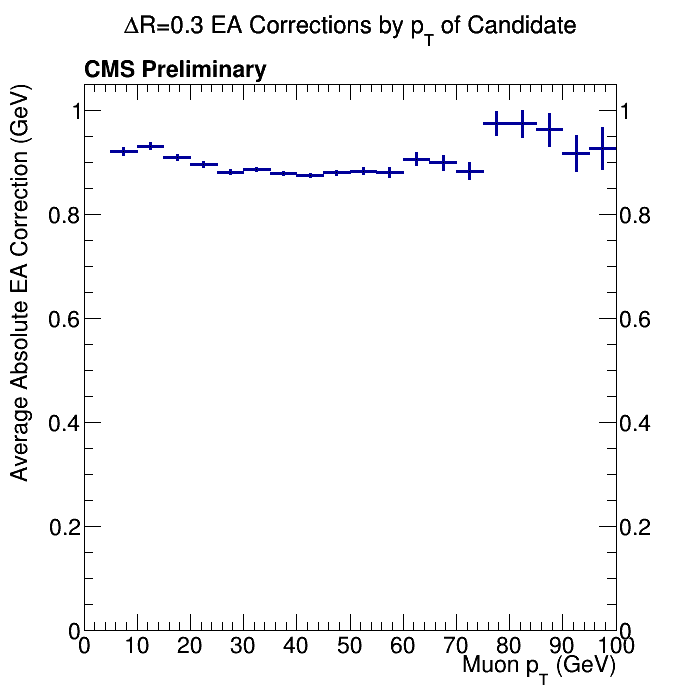 ΔR=0.3 EA Corrections by pT of Candidate
CMS Preliminary
Average Absolute EA Correction (GeV)
1
0.8
0.6
0.4
0.2
0
1
0.8
0.6
0.4
0.2
0
0 10 20 30 40 50 60 70 80 90 100
Muon pT (GeV)